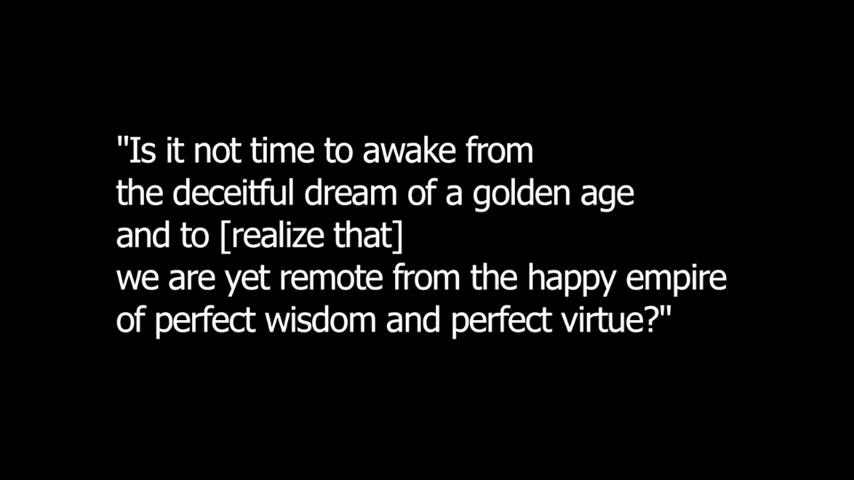 "Is it not time to awake from
the deceitful dream of a golden age
and to [realize that]
we are yet remote from the happy empire
of perfect wisdom and perfect virtue?"